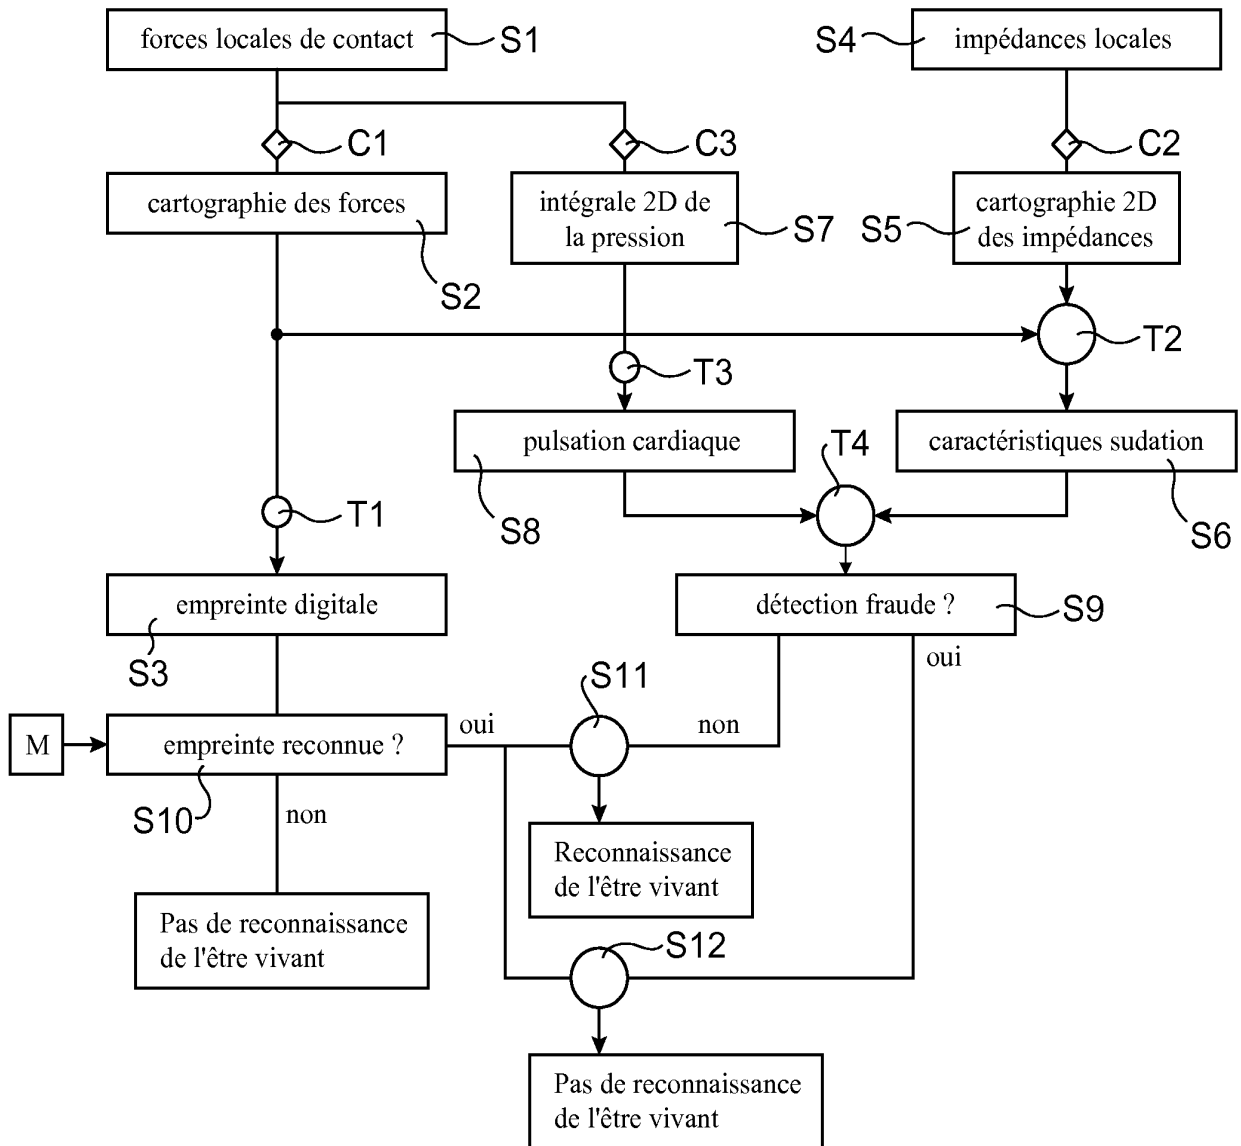 forces locales de contact
S1
S4
impédances locales
C1
C3
C2
cartographie des forces
S2
intégrale 2D de
la pression
S7
S5
cartographie 2D
des impédances
T2
T3
pulsation cardiaque
S8
T4
caractéristiques sudation
S6
T1
empreinte digitale
S3
détection fraude ?
S9
oui
non
S11
M
empreinte reconnue ?
S10
oui
non
Reconnaissance
de l'être vivant
Pas de reconnaissance
de l'être vivant
S12
Pas de reconnaissance
de l'être vivant